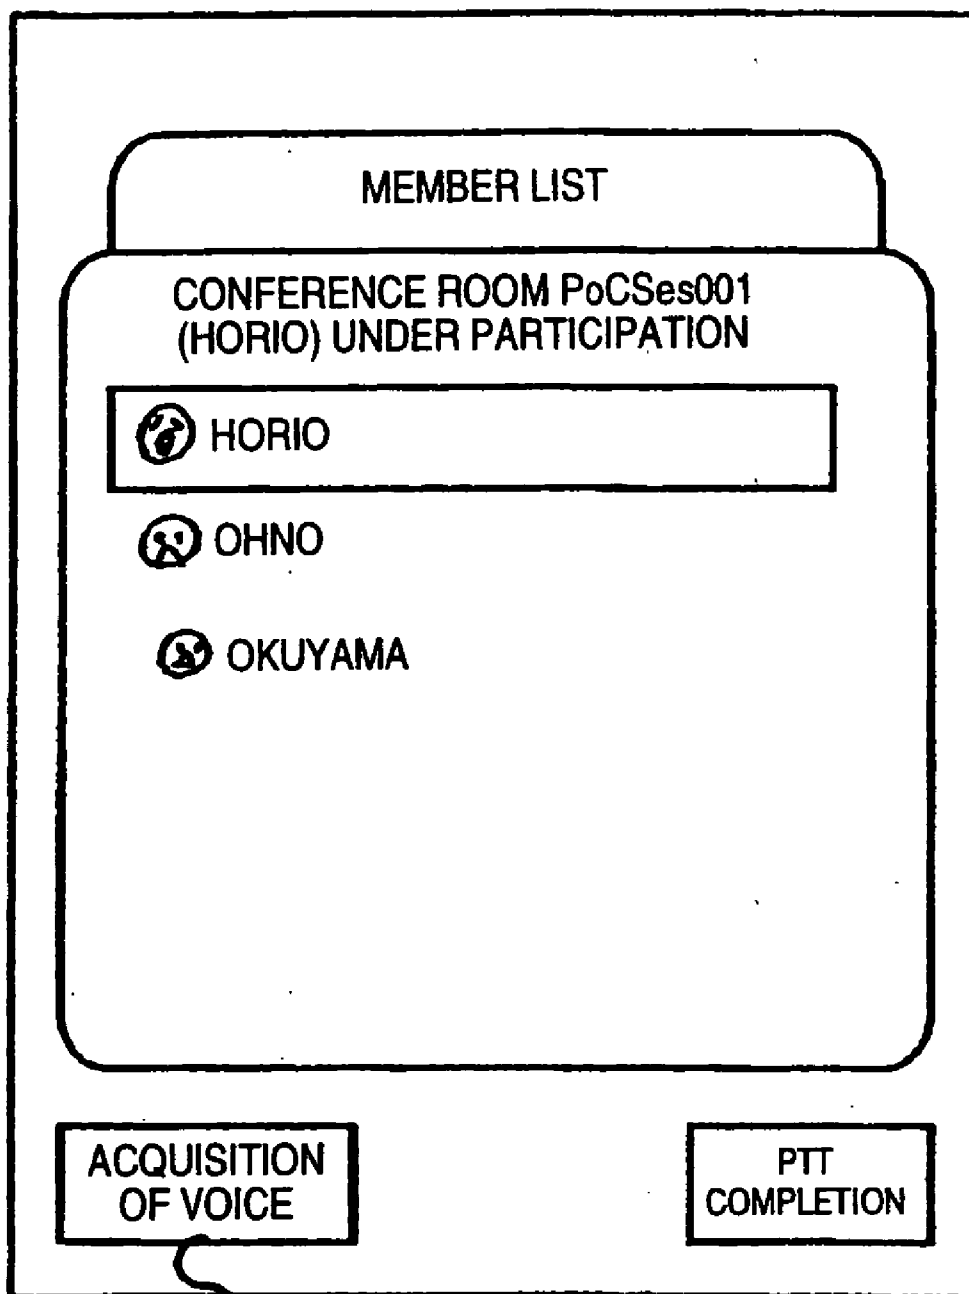 MEMBER LIST
CONFERENCE ROOM PoCSes001
(HORIO) UNDER PARTICIPATION
HORIO
OHNO
OKUYAMA
ACQUISITION
OF VOICE
PTT
COMPLETION